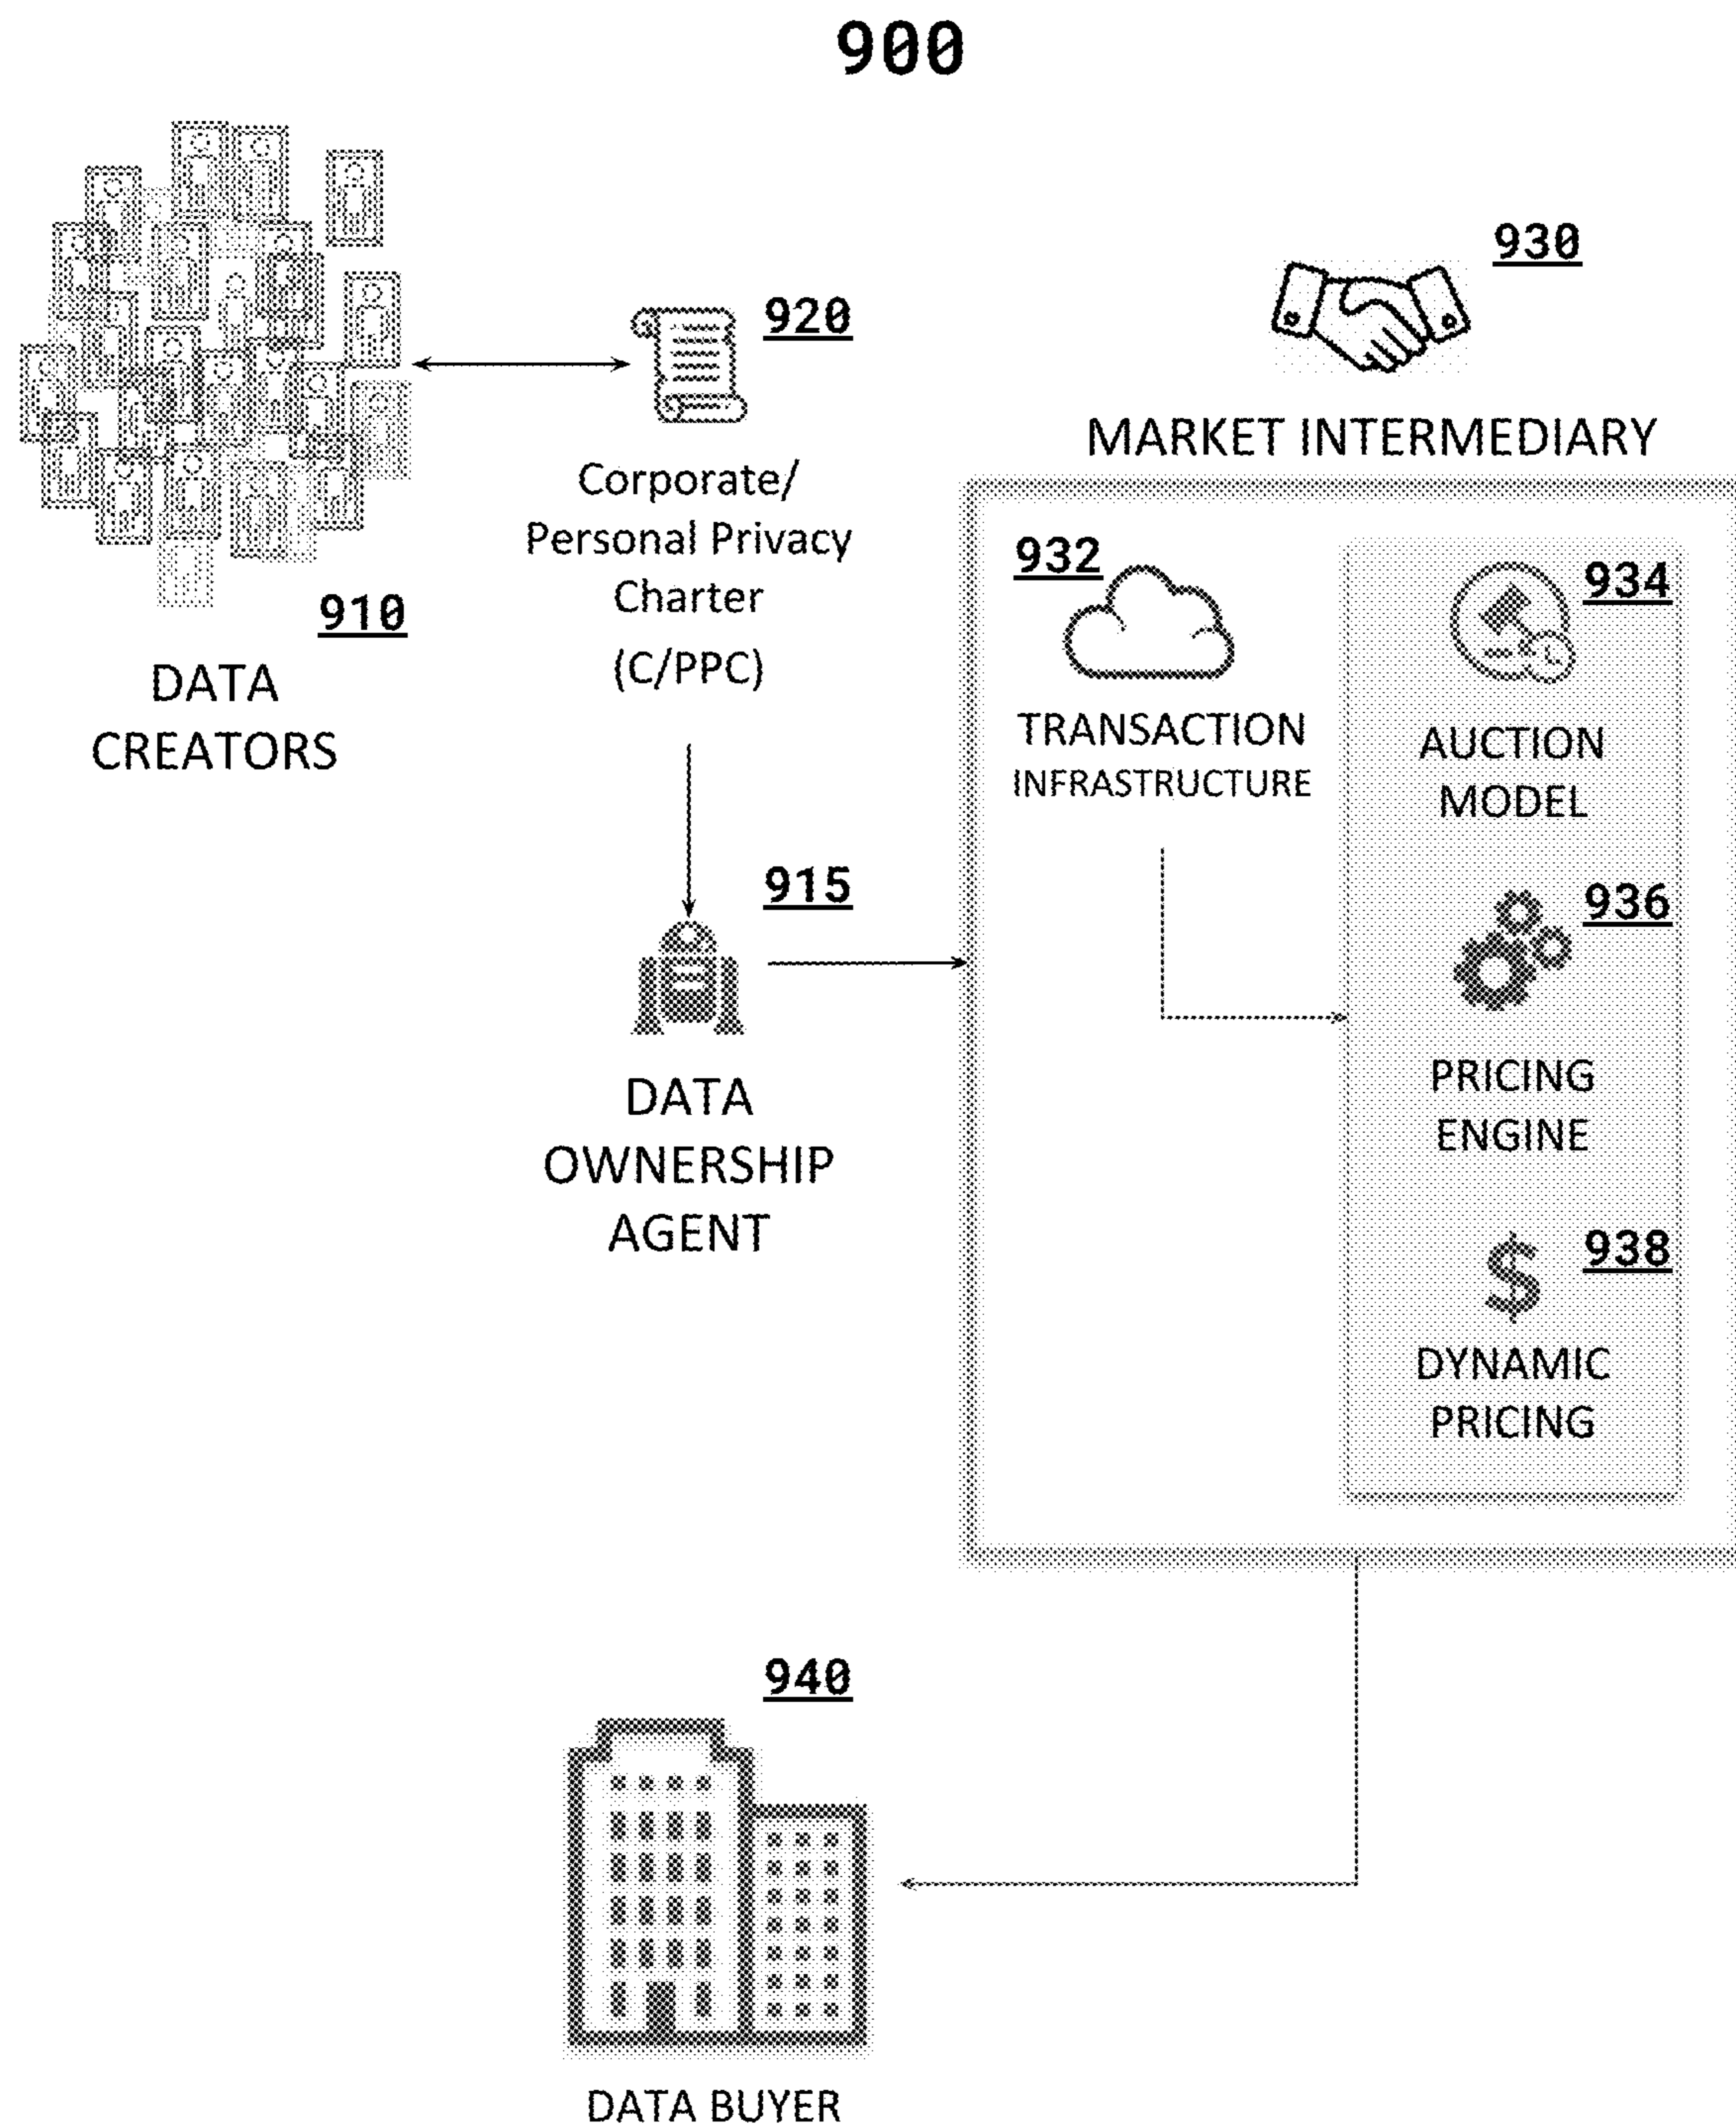 900
910
DATA
CREATORS
920
Corporate/
Personal Privacy
Charter
(C/PPC)
915
DATA
OWNERSHIP
AGENT
930
MARKET INTERMEDIARY
932
TRANSACTION
INFRASTRUCTURE
934
AUCTION
MODEL
936
PRICING
ENGINE
$
938
DYNAMIC
PRICING
940
DATA BUYER